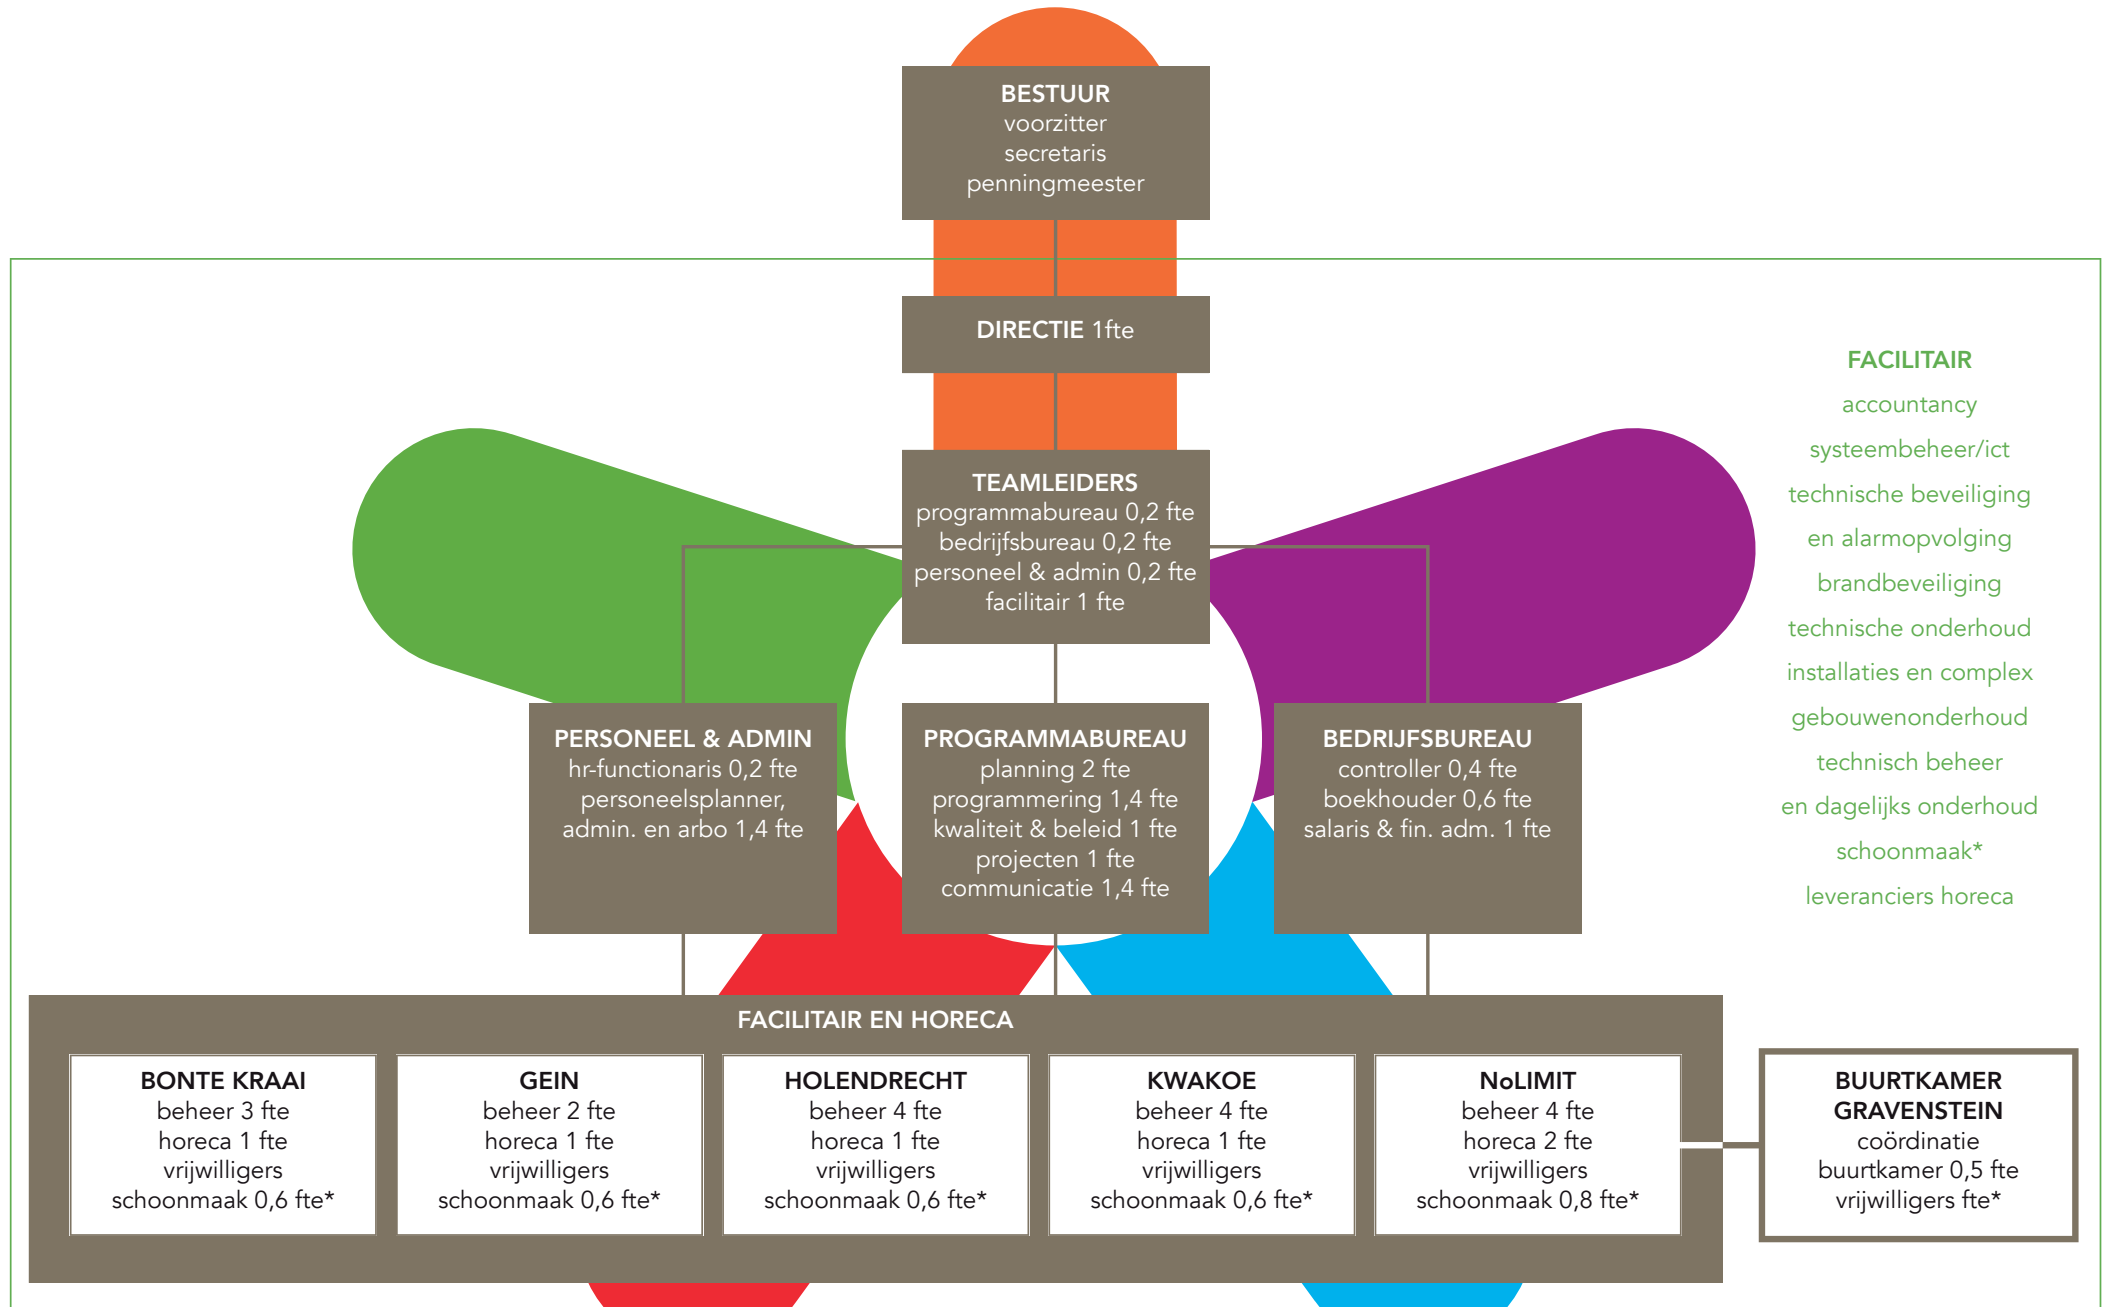 BESTUUR
voorzitter
secretaris
penningmeester
DIRECTIE 1fte
TEAMLEIDERS
programmabureau 0,2 fte
bedrijfsbureau 0,2 fte
personeel & admin 0,2 fte
facilitair 1 fte
PERSONEEL & ADMIN
hr-functionaris 0,2 fte
personeelsplanner,
admin. en arbo 1,4 fte
PROGRAMMABUREAU
planning 2 fte
programmering 1,4 fte
kwaliteit & beleid 1 fte
projecten 1 fte
communicatie 1,4 fte
BEDRIJFSBUREAU
controller 0,4 fte
boekhouder 0,6 fte
salaris & fin. adm. 1 fte
FACILITAIR
accountancy
systeembeheer/ict
technische beveiliging
en alarmopvolging
brandbeveiliging
technische onderhoud
installaties en complex
gebouwenonderhoud
technisch beheer
en dagelijks onderhoud
schoonmaak*
leveranciers horeca
FACILITAIR EN HORECA
BONTE KRAAI
beheer 3 fte
horeca 1 fte
vrijwilligers
schoonmaak 0,6 fte*
GEIN
beheer 2 fte
horeca 1 fte
vrijwilligers
schoonmaak 0,6 fte*
HOLENDRECHT
beheer 4 fte
horeca 1 fte
vrijwilligers
schoonmaak 0,6 fte*
KWAKOE
beheer 4 fte
horeca 1 fte
vrijwilligers
schoonmaak 0,6 fte*
NoLIMIT
beheer 4 fte
horeca 2 fte
vrijwilligers
schoonmaak 0,8 fte*
BUURTKAMER
GRAVENSTEIN
coördinatie
buurtkamer 0,5 fte
vrijwilligers fte*